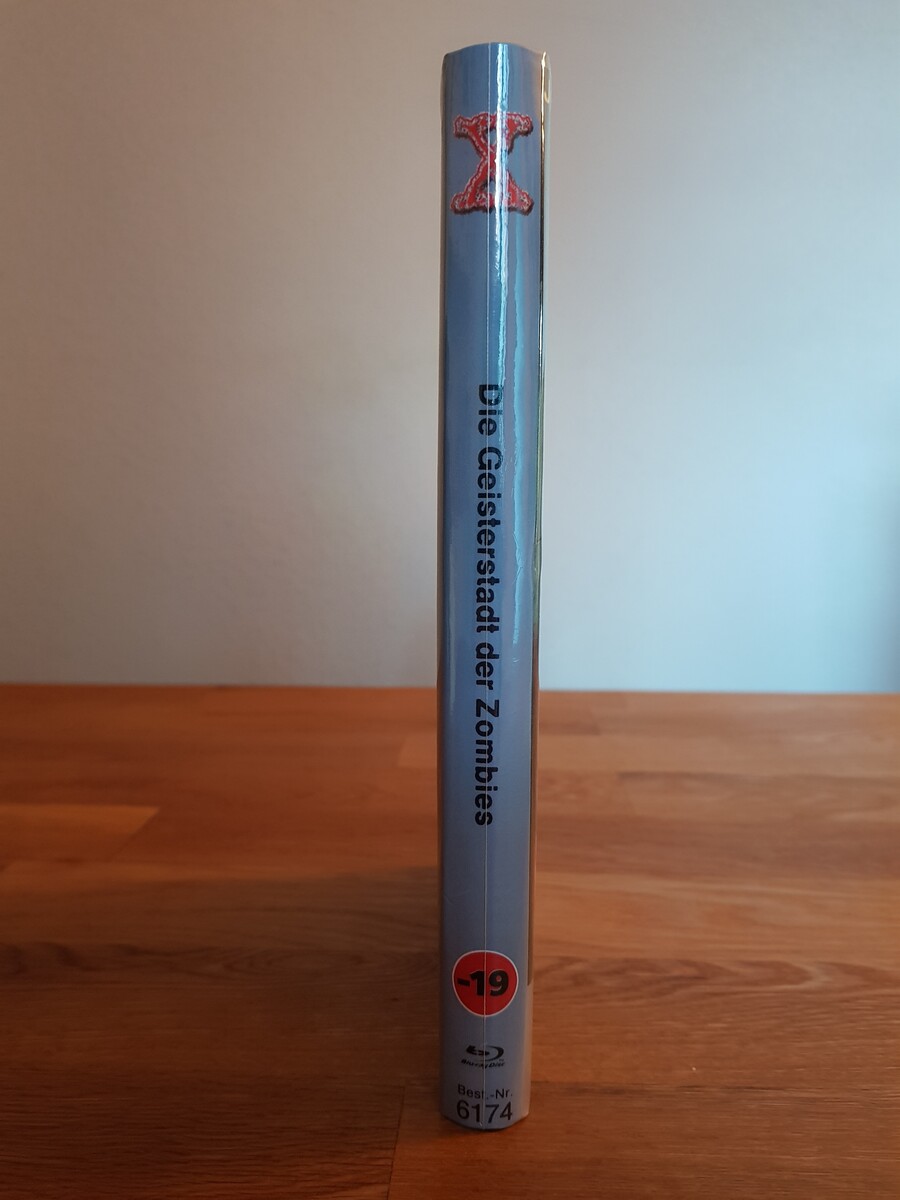 X
Die Geisterstadt der Zombies
-19
Blu-ray Disc
Best.-Nr.
6174